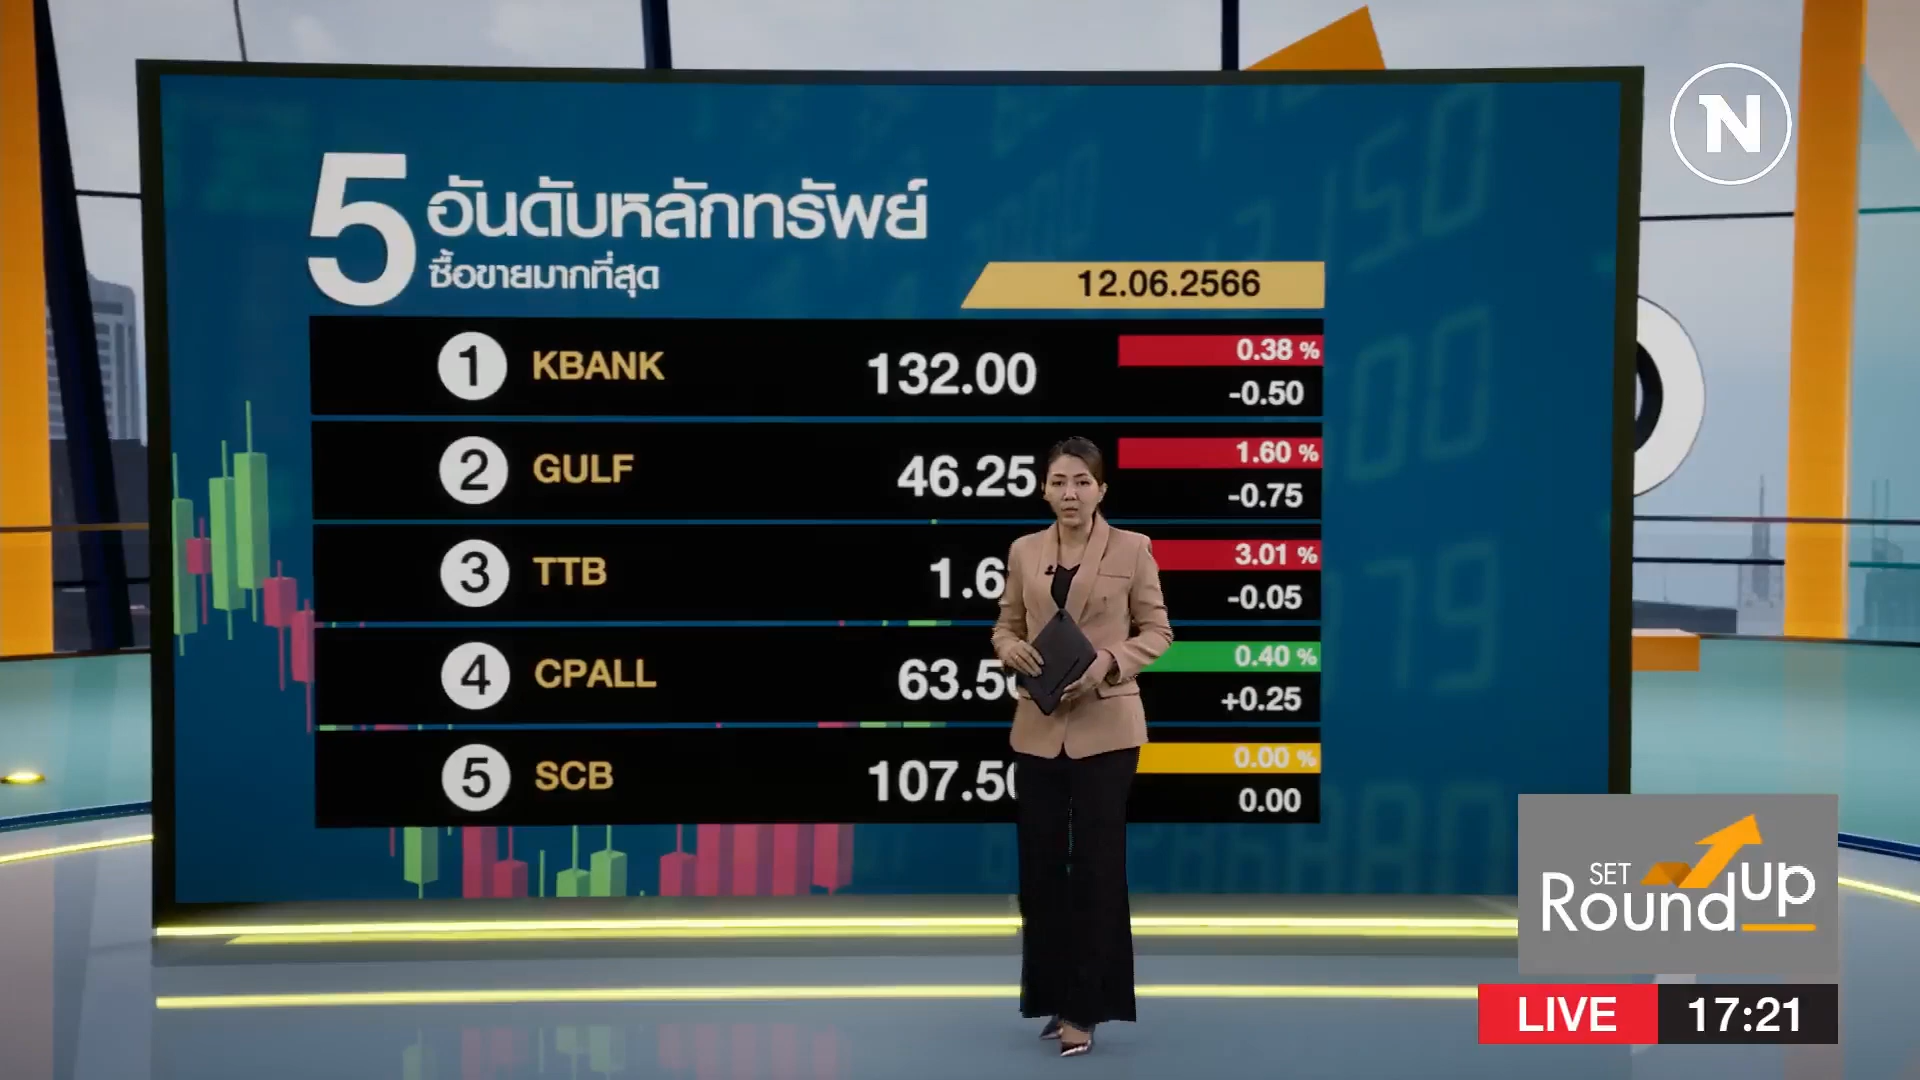 N
5 อันดับหลักทรัพย์
ซื้อขายมากที่สุด
12.06.2566
1 KBANK 132.00 0.38 %
-0.50
2 GULF 46.25 1.60 %
-0.75
3 TTB 3.01 %
-0.05
4 CPALL 0.40 %
+0.25
5 SCB 0.00 %
0.00
SET
Roundup
LIVE 17:21